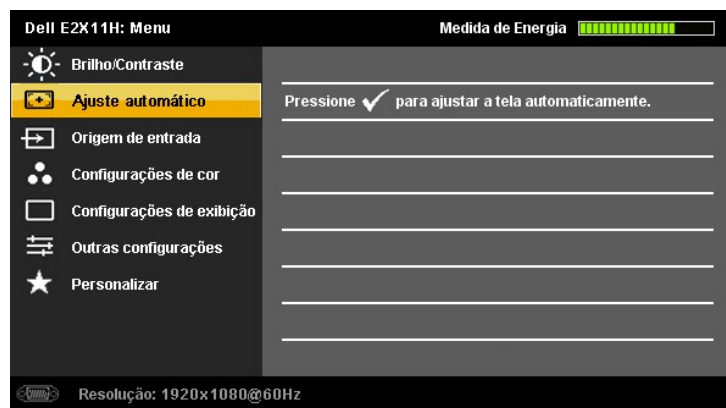 Dell E2X11H: Menu
Medida de Energia
Brilho/Contraste
Ajuste automático
Pressione para ajustar a tela automaticamente.
Origem de entrada
Configurações de cor
Configurações de exibição
Outras configurações
Personalizar
Resolução: 1920x1080@60Hz